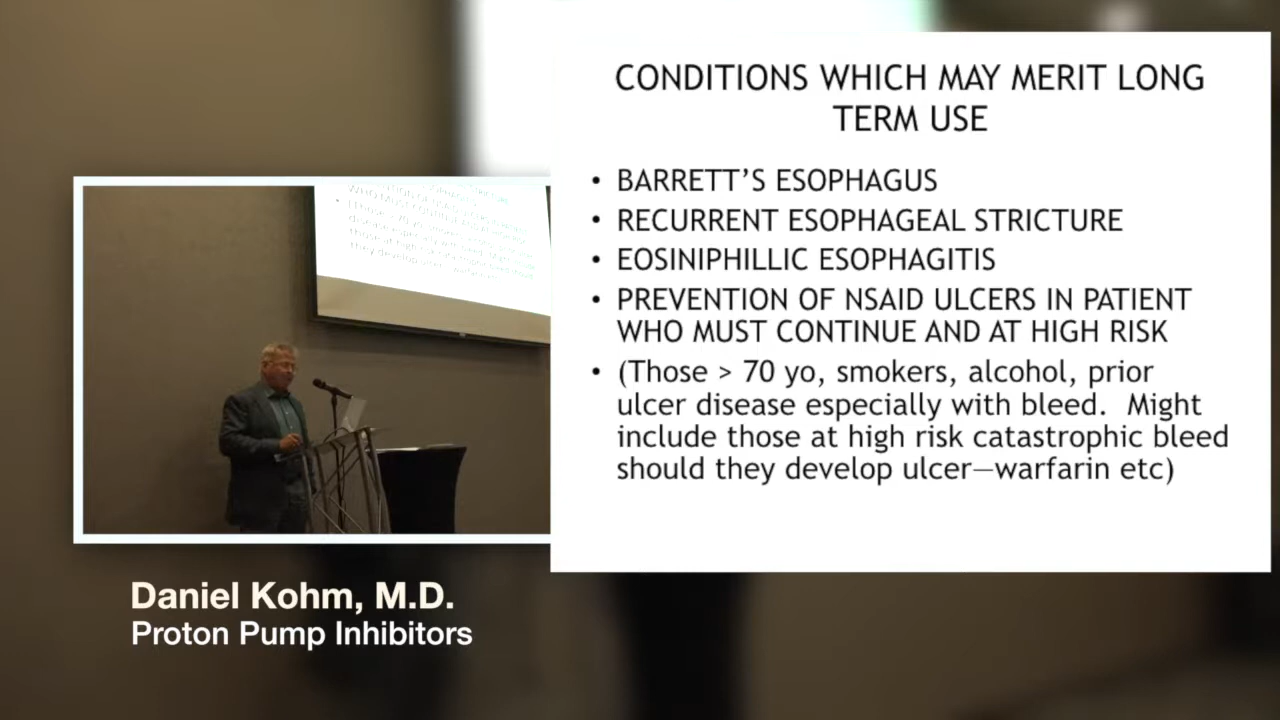 CONDITIONS WHICH MAY MERIT LONG
TERM USE
• BARRETT'S ESOPHAGUS
• RECURRENT ESOPHAGEAL STRICTURE
• EOSINIPHILLIC ESOPHAGITIS
• PREVENTION OF NSAID ULCERS IN PATIENT
WHO MUST CONTINUE AND AT HIGH RISK
• (Those > 70 yo, smokers, alcohol, prior
ulcer disease especially with bleed. Might
include those at high risk catastrophic bleed
should they develop ulcer—warfarin etc)
Daniel Kohm, M.D.
Proton Pump Inhibitors